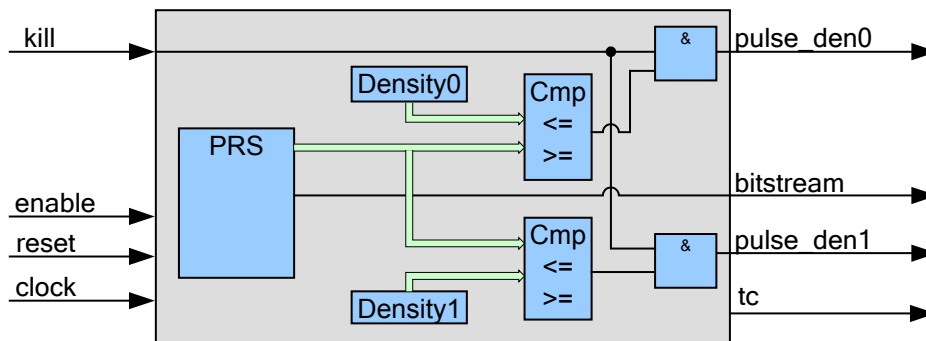 kill
&
pulse_den0
Density0
Cmp
<=
>=
PRS
bitstream
enable
reset
clock
Cmp
<=
>=
&
pulse_den1
Density1
tc